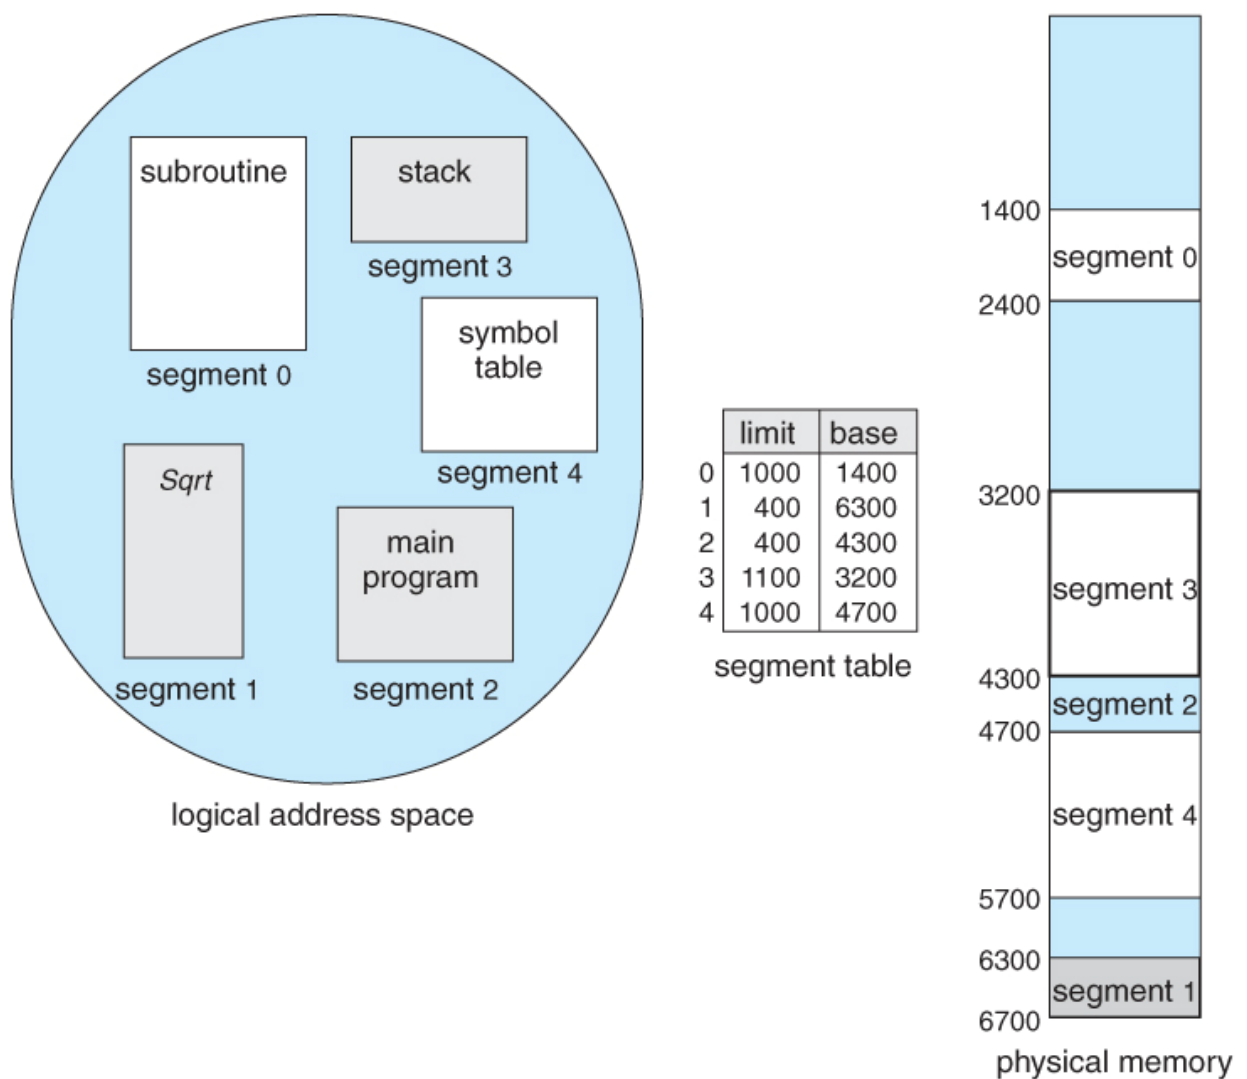 subroutine
segment 0
stack
segment 3
symbol
table
segment 4
Sqrt
segment 1
main
program
segment 2
logical address space
limit base
0 1000 1400
1 400 6300
2 400 4300
3 1100 3200
4 1000 4700
segment table
1400
segment 0
2400
3200
segment 3
4300
segment 2
4700
segment 4
5700
6300
segment 1
6700
physical memory